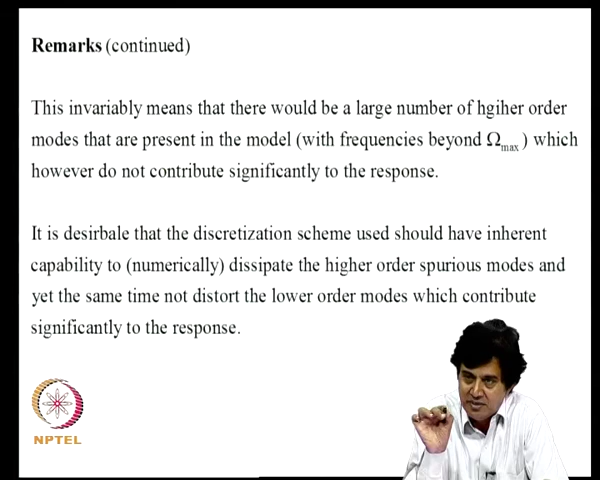 Remarks (continued)
This invariably means that there would be a large number of hgiher order
modes that are present in the model (with frequencies beyond Ωmax) which
however do not contribute significantly to the response.
It is desirbale that the discretization scheme used should have inherent
capability to (numerically) dissipate the higher order spurious modes and
yet the same time not distort the lower order modes which contribute
significantly to the response.
NPTEL